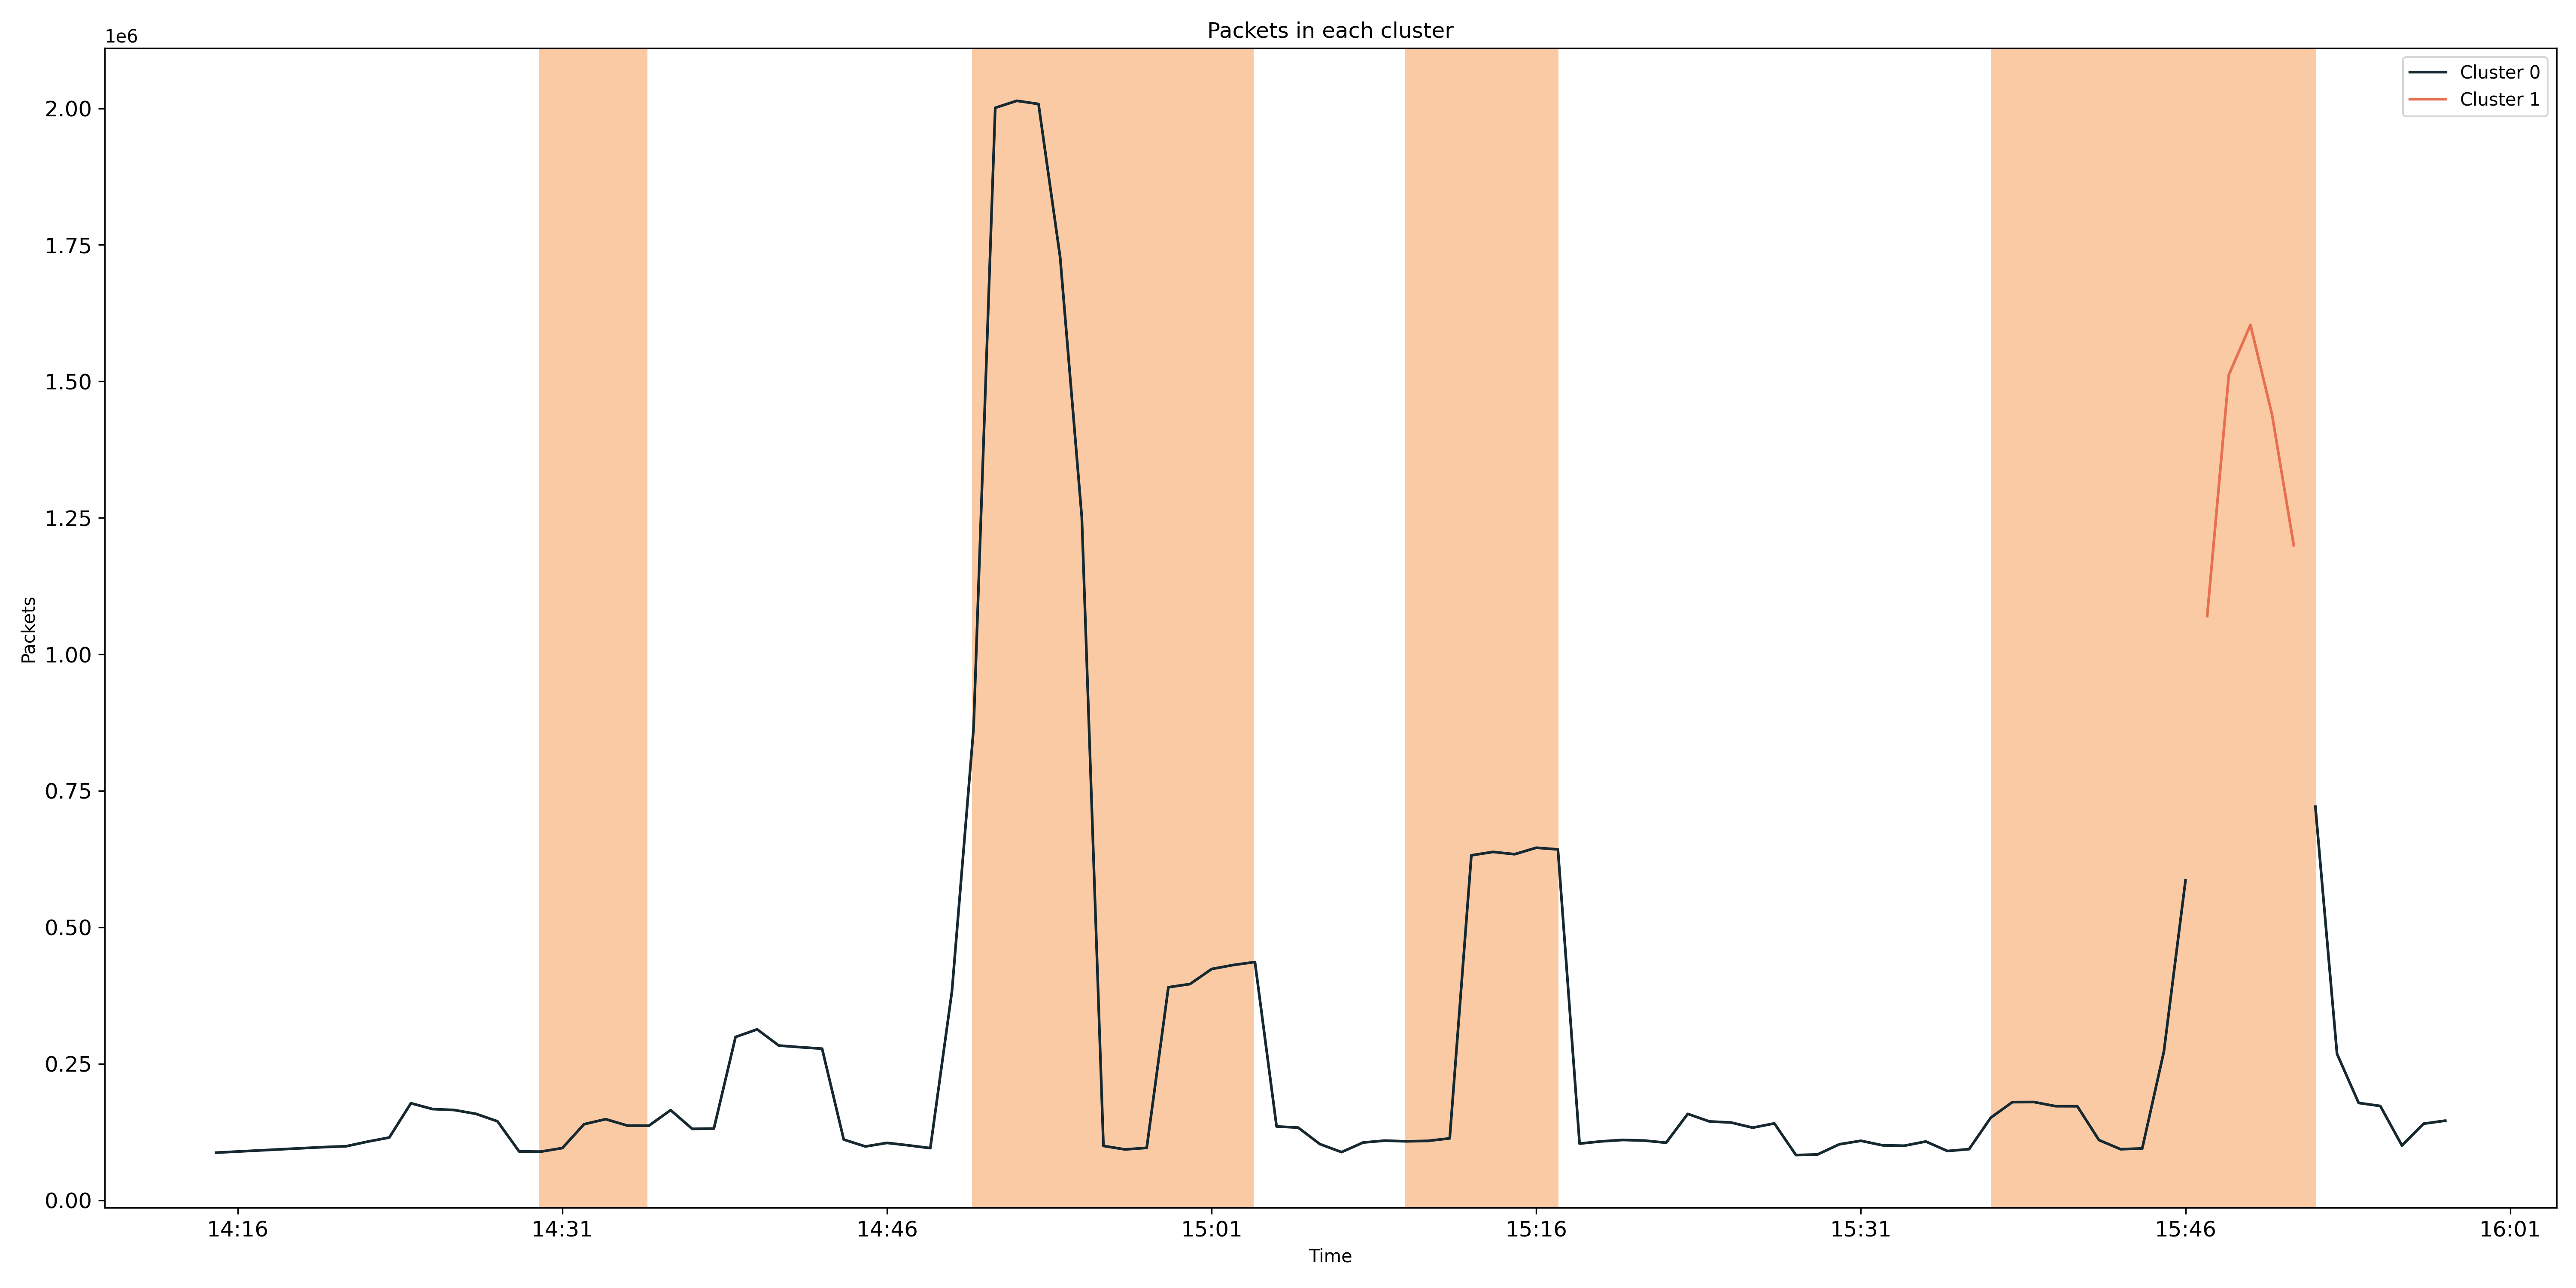 Packets in each cluster
1e6
Cluster 0
Cluster 1
2.00
1.75
1.50
1.25
1.00
0.75
0.50
0.25
0.00
Packets
14:16 14:31 14:46 15:01 15:16 15:31 15:46 16:01
Time